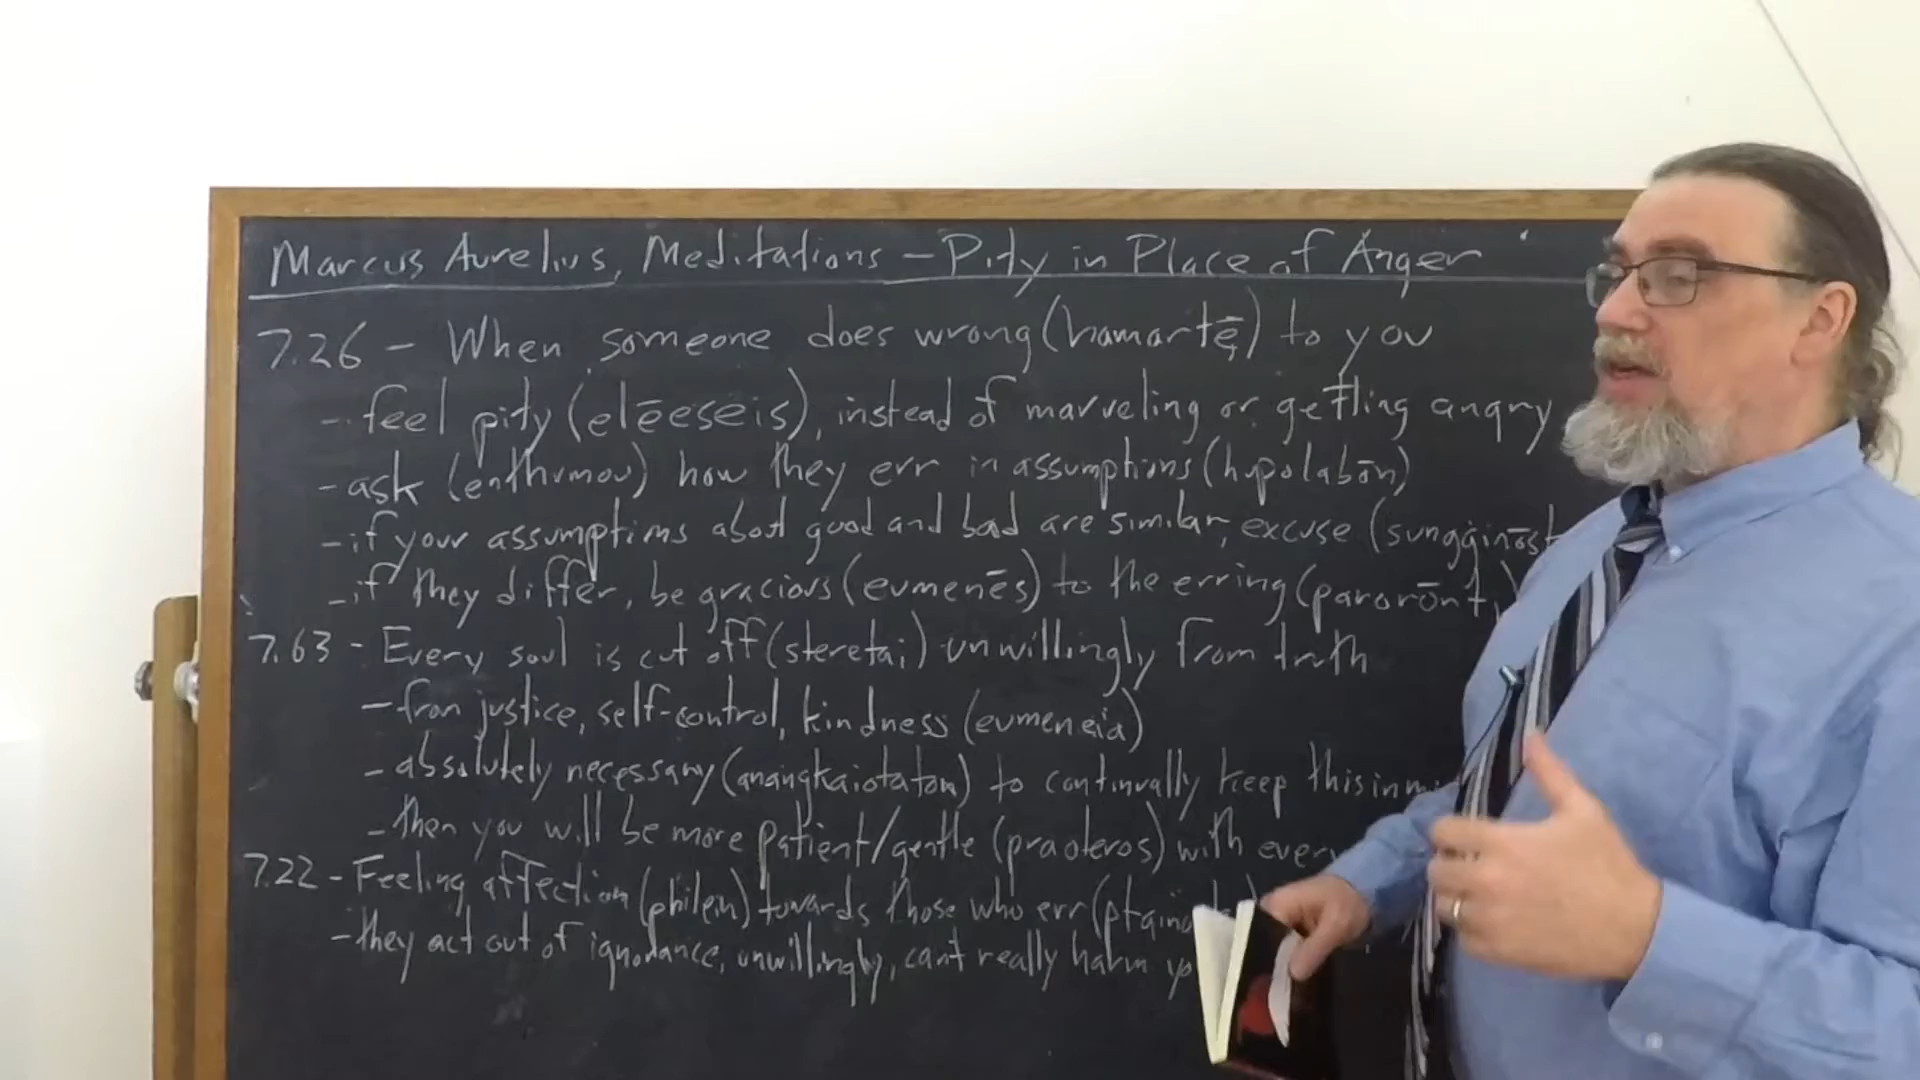 Marcus Aurelius, Meditations - Pity in Place of Anger
7.26 - When someone does wrong (hamartē) to you
- feel pity (elēeseis), instead of marveling or getting angry
- ask (enthumou) how they err in assumptions (hupolabōn)
- if your assumptions about good and bad are similar, excuse
- if they differ, be gracious (eumenēs) to the erring (pararōnt
7.63 - Every soul is cut off (steretai) unwillingly from truth
- from justice, self-control, kindness (eumeneia)
- absolutely necessary (anangkaiotaton) to continually keep this in
- then you will be more patient/gentle (praoteros) with
7.22 - Feeling affection (philein) towards those who err
- they act out of ignorance, unwillingly, cant really harm